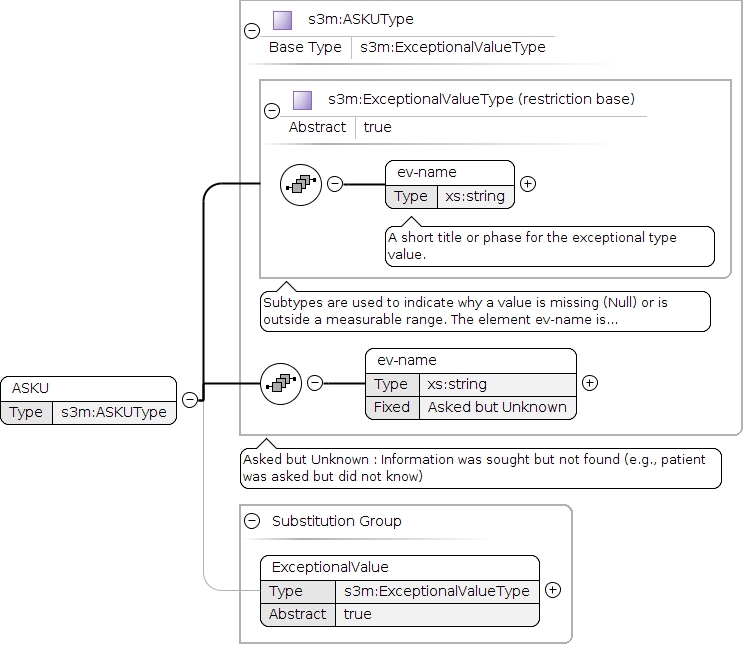 s3m:ASKUType
Base Type s3m:ExceptionalValueType
s3m:ExceptionalValueType (restriction base)
Abstract true
ev-name
Type xs:string
A short title or phase for the exceptional type
value.
Subtypes are used to indicate why a value is missing (Null) or is
outside a measurable range. The element ev-name is...
ev-name
Type xs:string
Fixed Asked but Unknown
ASKU
Type s3m:ASKUType
Asked but Unknown : Information was sought but not found (e.g., patient
was asked but did not know)
Substitution Group
ExceptionalValue
Type s3m:ExceptionalValueType
Abstract true